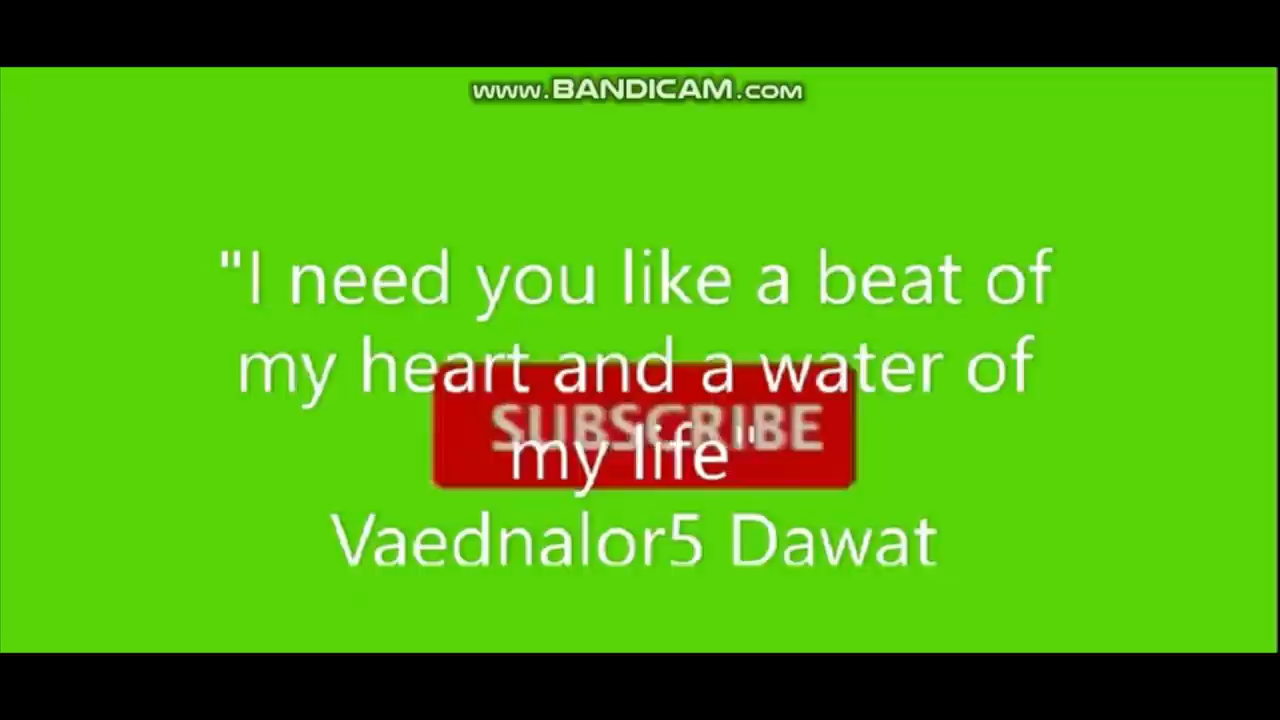 www.BANDICAM.com
"I need you like a beat of
my heart and a water of
SUBSCRIBE
my life"
Vaednalor5 Dawat